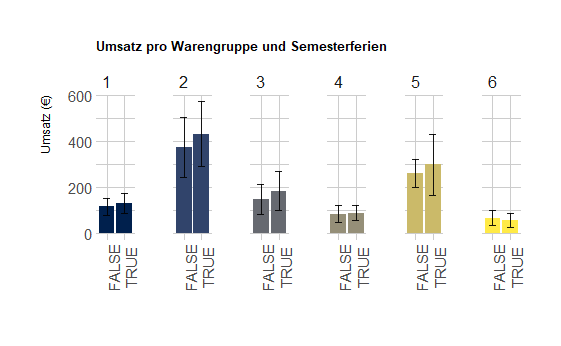 Umsatz pro Warengruppe und Semesterferien
1 2 3 4 5 6
Umsatz (€)
600
400
200
0
FALSE TRUE FALSE TRUE FALSE TRUE FALSE TRUE FALSE TRUE FALSE TRUE